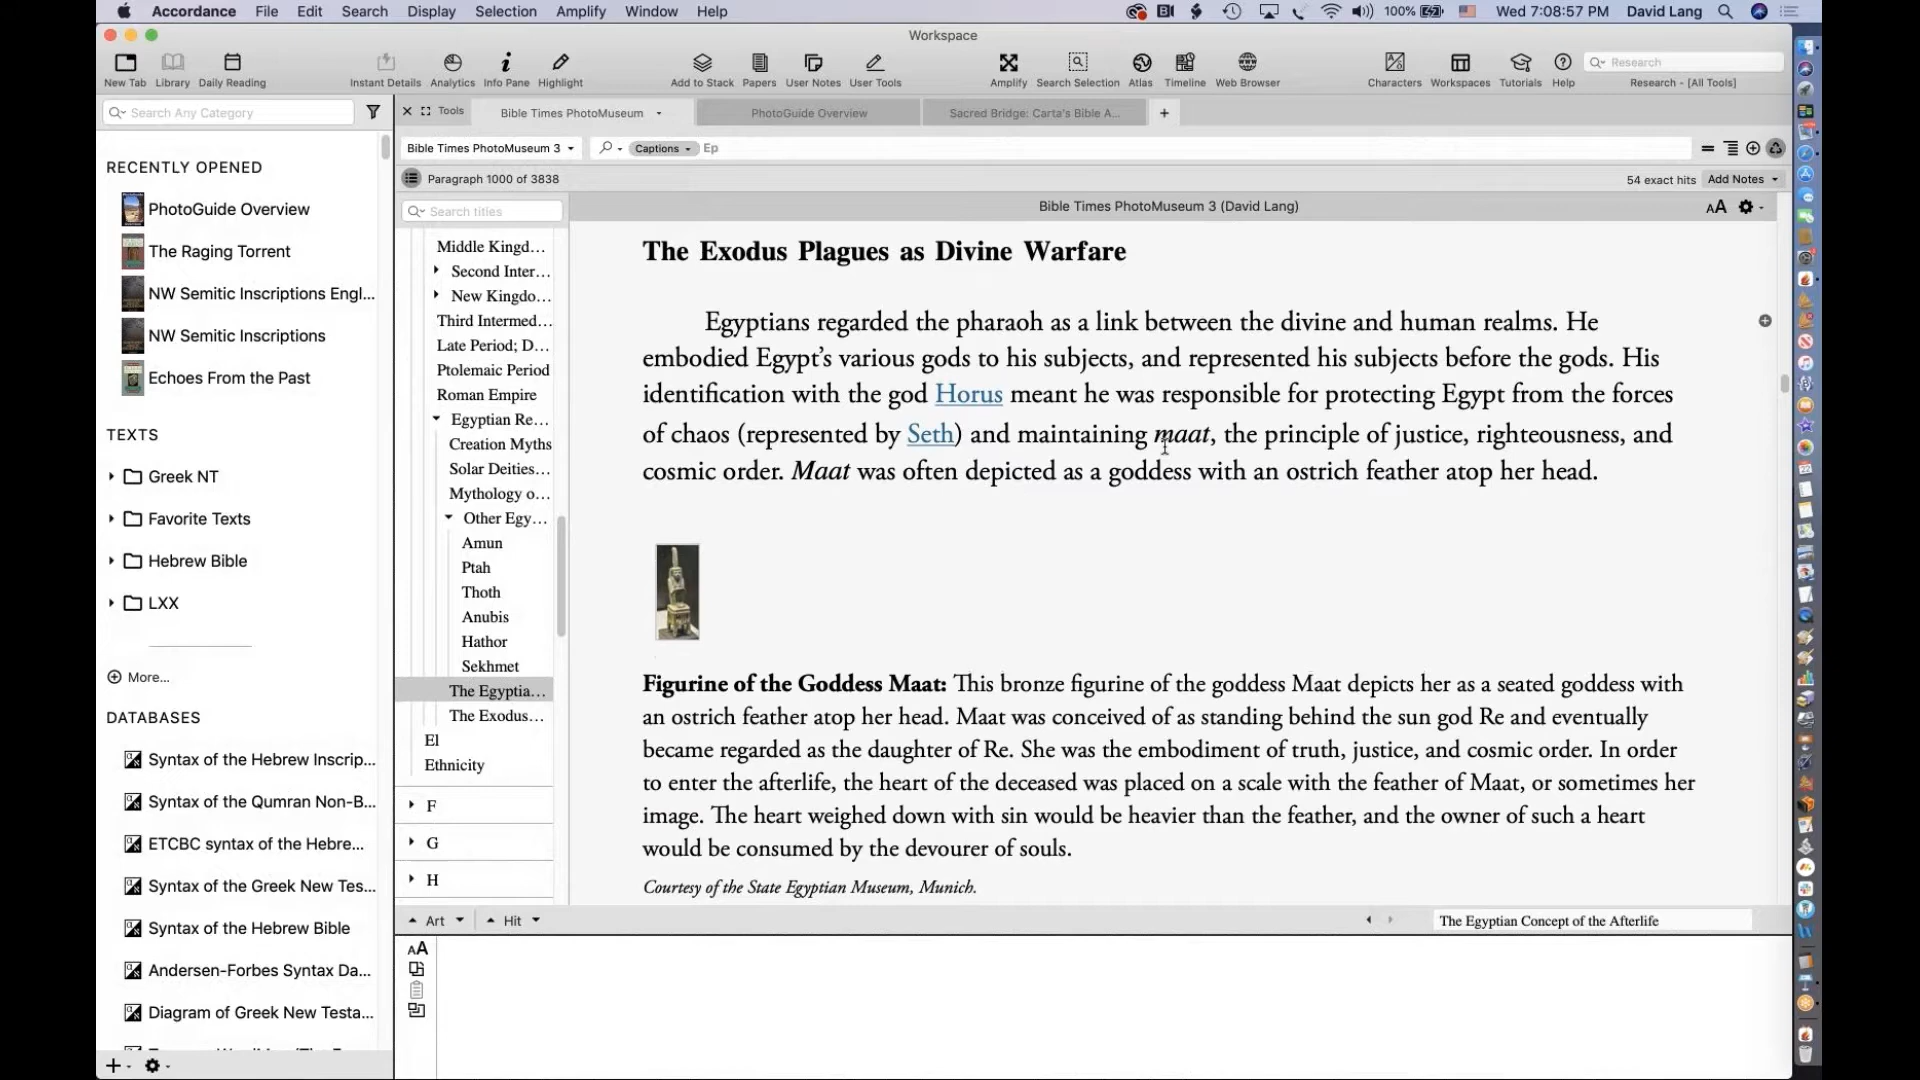 Accordance File Edit Search Display Selection Amplify Window Help
100% Wed 7:08:57 PM David Lang
Workspace
New Tab Library Daily Reading Instant Details Analytics Info Pane Highlight Add to Stack Papers User Notes User Tools Amplify Search Selection Atlas Timeline Web Browser Characters Workspaces Tutorials Help
Research
Research - [All Tools]
Search Any Category
Tools Bible Times PhotoMuseum PhotoGuide Overview Sacred Bridge: Carta's Bible A...
Bible Times PhotoMuseum 3 Captions Ep
Paragraph 1000 of 3838 54 exact hits Add Notes
Bible Times PhotoMuseum 3 (David Lang) AA
RECENTLY OPENED
PhotoGuide Overview
The Raging Torrent
NW Semitic Inscriptions Engl...
NW Semitic Inscriptions
Echoes From the Past
TEXTS
Greek NT
Favorite Texts
Hebrew Bible
LXX
More...
DATABASES
Syntax of the Hebrew Inscrip...
Syntax of the Qumran Non-B...
ETCBC syntax of the Hebre...
Syntax of the Greek New Tes...
Syntax of the Hebrew Bible
Andersen-Forbes Syntax Da...
Diagram of Greek New Testa...
Search titles
Middle Kingd...
Second Inter...
New Kingdo...
Third Intermed...
Late Period; D...
Ptolemaic Period
Roman Empire
Egyptian Re...
Creation Myths
Solar Deities...
Mythology o...
Other Egy...
Amun
Ptah
Thoth
Anubis
Hathor
Sekhmet
The Egyptia...
The Exodus...
El
Ethnicity
F
G
H
The Exodus Plagues as Divine Warfare
Egyptians regarded the pharaoh as a link between the divine and human realms. He
embodied Egypt's various gods to his subjects, and represented his subjects before the gods. His
identification with the god Horus meant he was responsible for protecting Egypt from the forces
of chaos (represented by Seth) and maintaining maat, the principle of justice, righteousness, and
cosmic order. Maat was often depicted as a goddess with an ostrich feather atop her head.
Figurine of the Goddess Maat: This bronze figurine of the goddess Maat depicts her as a seated goddess with
an ostrich feather atop her head. Maat was conceived of as standing behind the sun god Re and eventually
became regarded as the daughter of Re. She was the embodiment of truth, justice, and cosmic order. In order
to enter the afterlife, the heart of the deceased was placed on a scale with the feather of Maat, or sometimes her
image. The heart weighed down with sin would be heavier than the feather, and the owner of such a heart
would be consumed by the devourer of souls.
Courtesy of the State Egyptian Museum, Munich.
Art Hit The Egyptian Concept of the Afterlife
AA